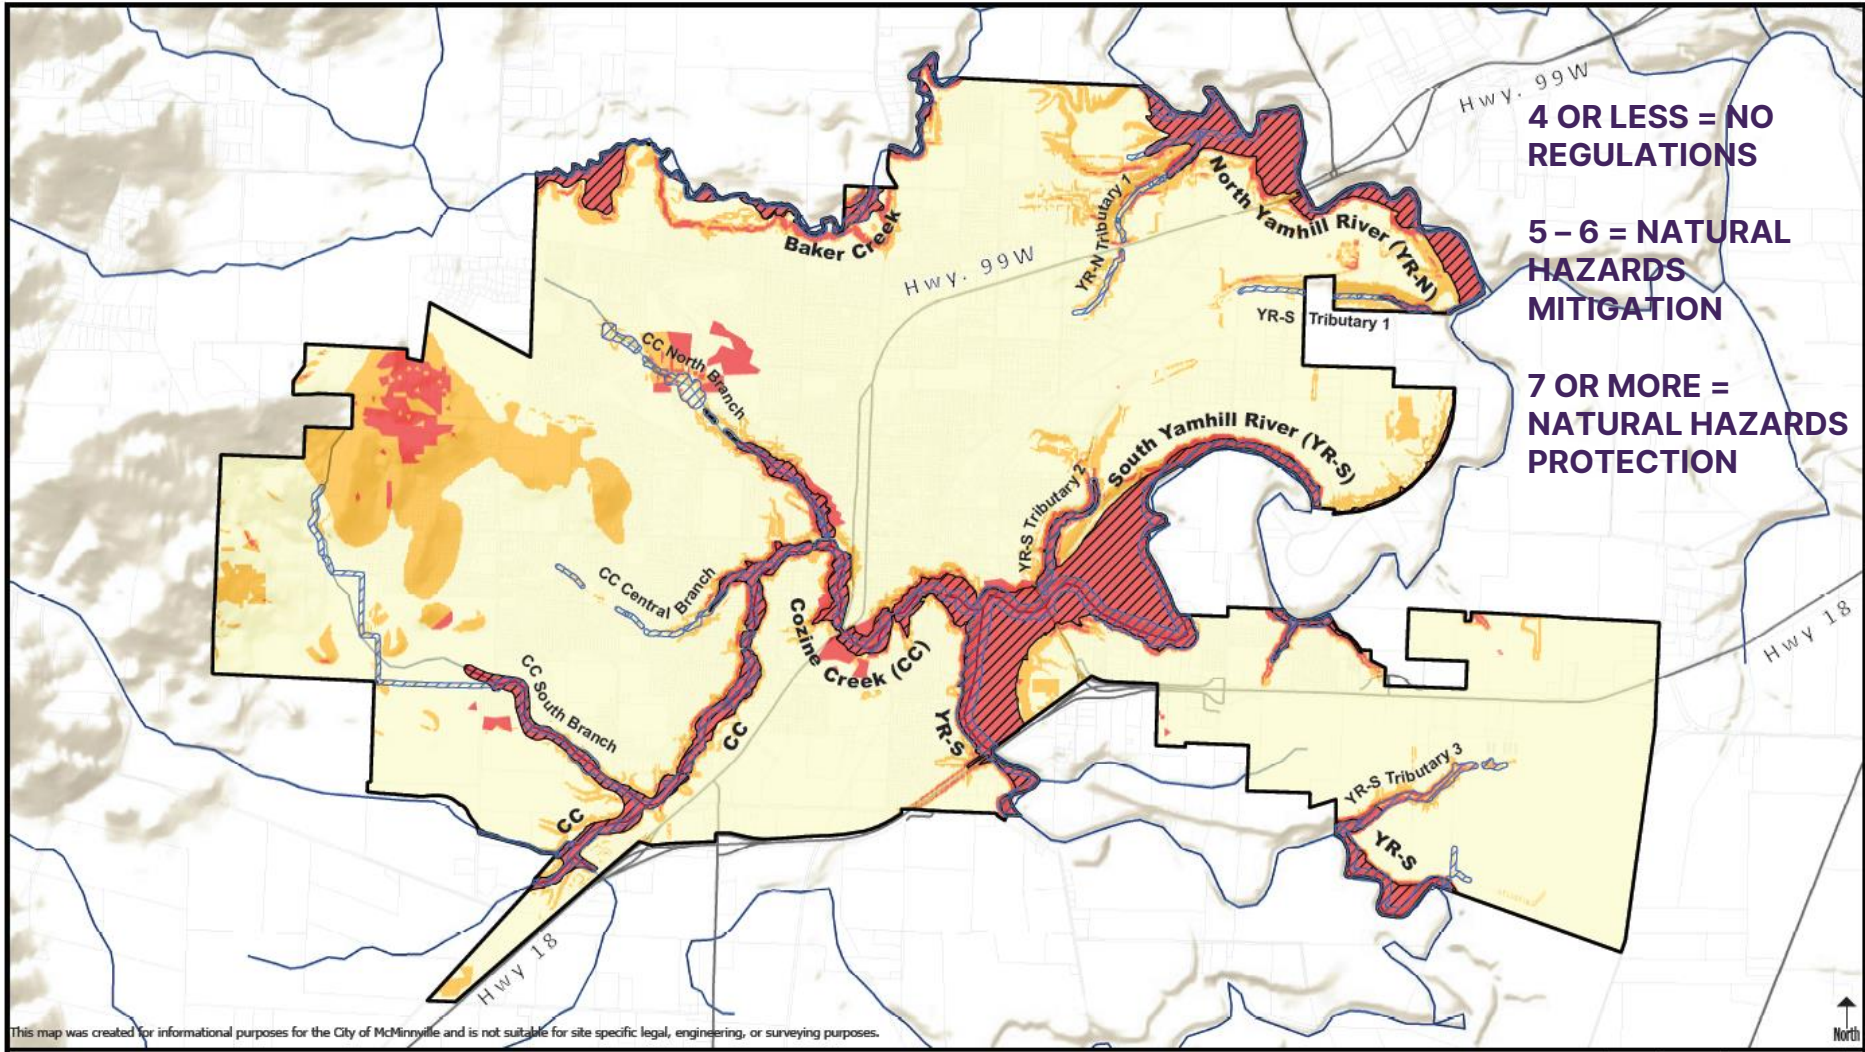 Hwy. 99W
4 OR LESS = NO
REGULATIONS
5 – 6 = NATURAL
HAZARDS
MITIGATION
7 OR MORE =
NATURAL HAZARDS
PROTECTION
North Yamhill River (YR-N)
YR-N Tributary 1
Baker Creek
Hwy. 99W
YR-S Tributary 1
CC North Branch
South Yamhill River (YR-S)
YR-S Tributary 2
CC Central Branch
Cozine
Creek (CC)
Hwy 18
CC South Branch
CC
YR-S
YR-S Tributary 3
CC
YR-S
Hwy 18
This map was created for informational purposes for the City of McMinnville and is not suitable for site specific legal, engineering, or surveying purposes.
North